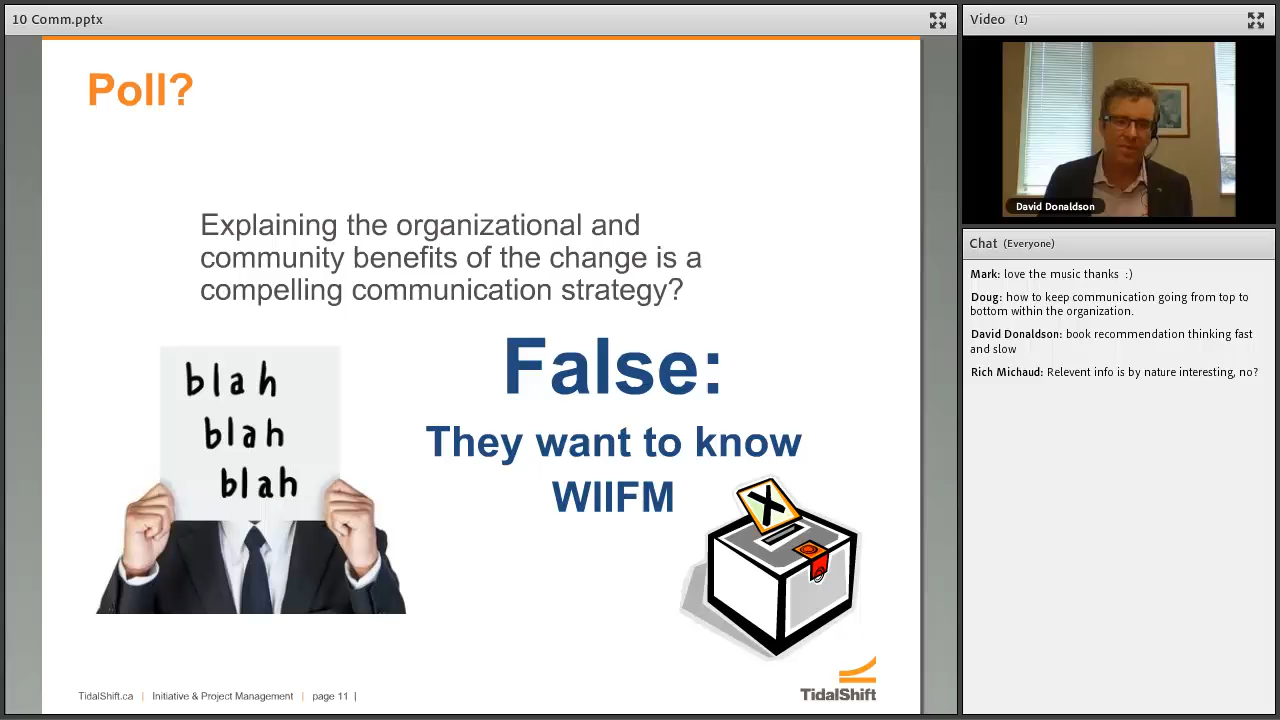 10 Comm.pptx
Poll?
Explaining the organizational and
community benefits of the change is a
compelling communication strategy?
blah
blah
blah
False:
They want to know
WIIFM
TidalShift.ca | Initiative & Project Management | page 11 |
TidalShift
Video (1)
David Donaldson
Chat (Everyone)
Mark: love the music thanks :)
Doug: how to keep communication going from top to
bottom within the organization.
David Donaldson: book recommendation thinking fast
and slow
Rich Michaud: Relevent info is by nature interesting, no?